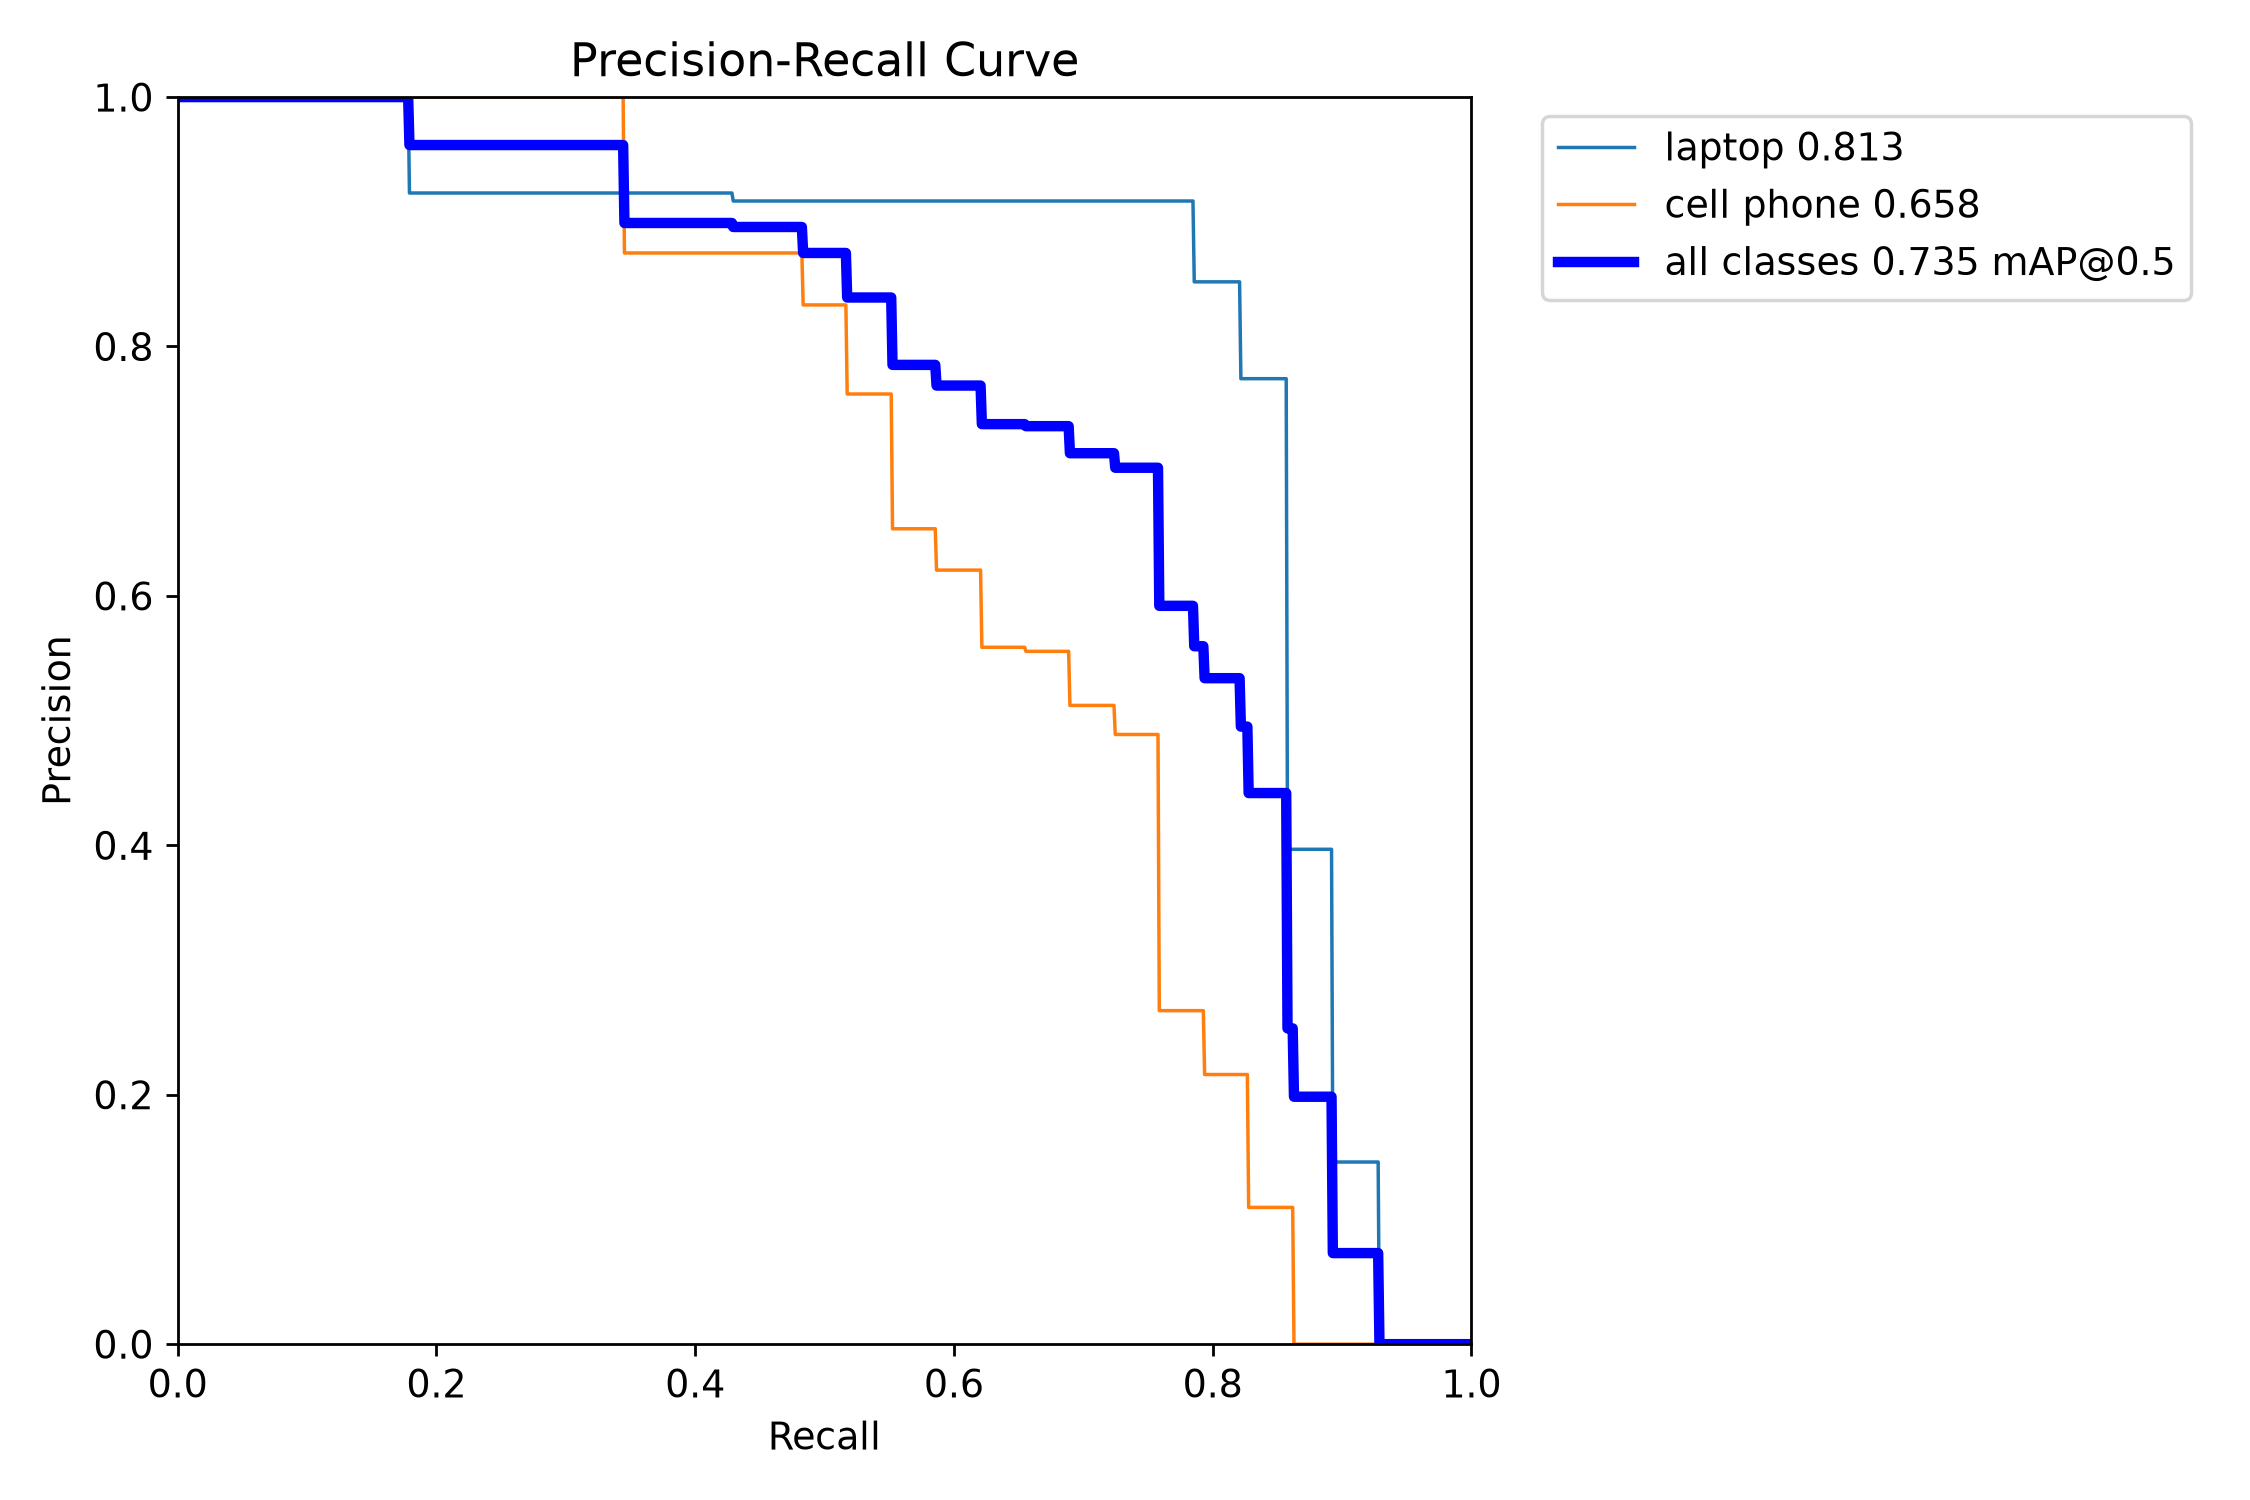 Precision-Recall Curve
1.0
0.8
0.6
0.4
0.2
0.0
Precision
0.0 0.2 0.4 0.6 0.8 1.0
Recall
laptop 0.813
cell phone 0.658
all classes 0.735 mAP@0.5